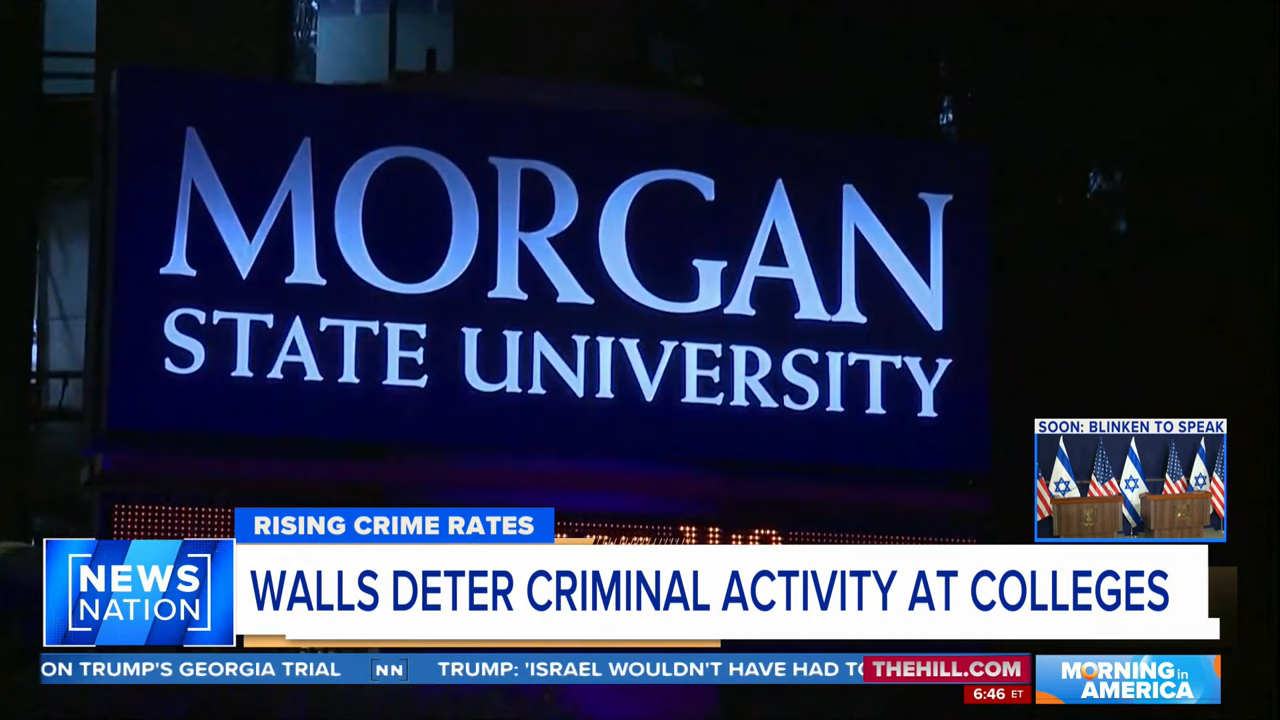 MORGAN
STATE UNIVERSITY
SOON: BLINKEN TO SPEAK
RISING CRIME RATES
NEWS
NATION
WALLS DETER CRIMINAL ACTIVITY AT COLLEGES
ON TRUMP'S GEORGIA TRIAL NN TRUMP: 'ISRAEL WOULDN'T HAVE HAD TO
THEHILL.COM
6:46 ET
MORNING in
AMERICA